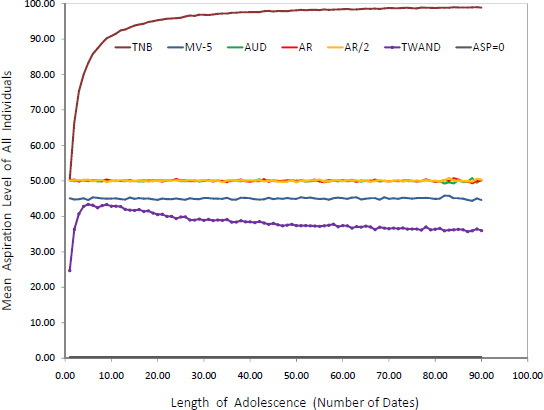 100.00
TNB MV-5 AUD AR AR/2 TWAND ASP=0
90.00
80.00
70.00
60.00
50.00
40.00
30.00
20.00
10.00
0.00
Mean Aspiration Level of All Individuals
0.00 10.00 20.00 30.00 40.00 50.00 60.00 70.00 80.00 90.00 100.00
Length of Adolescence (Number of Dates)